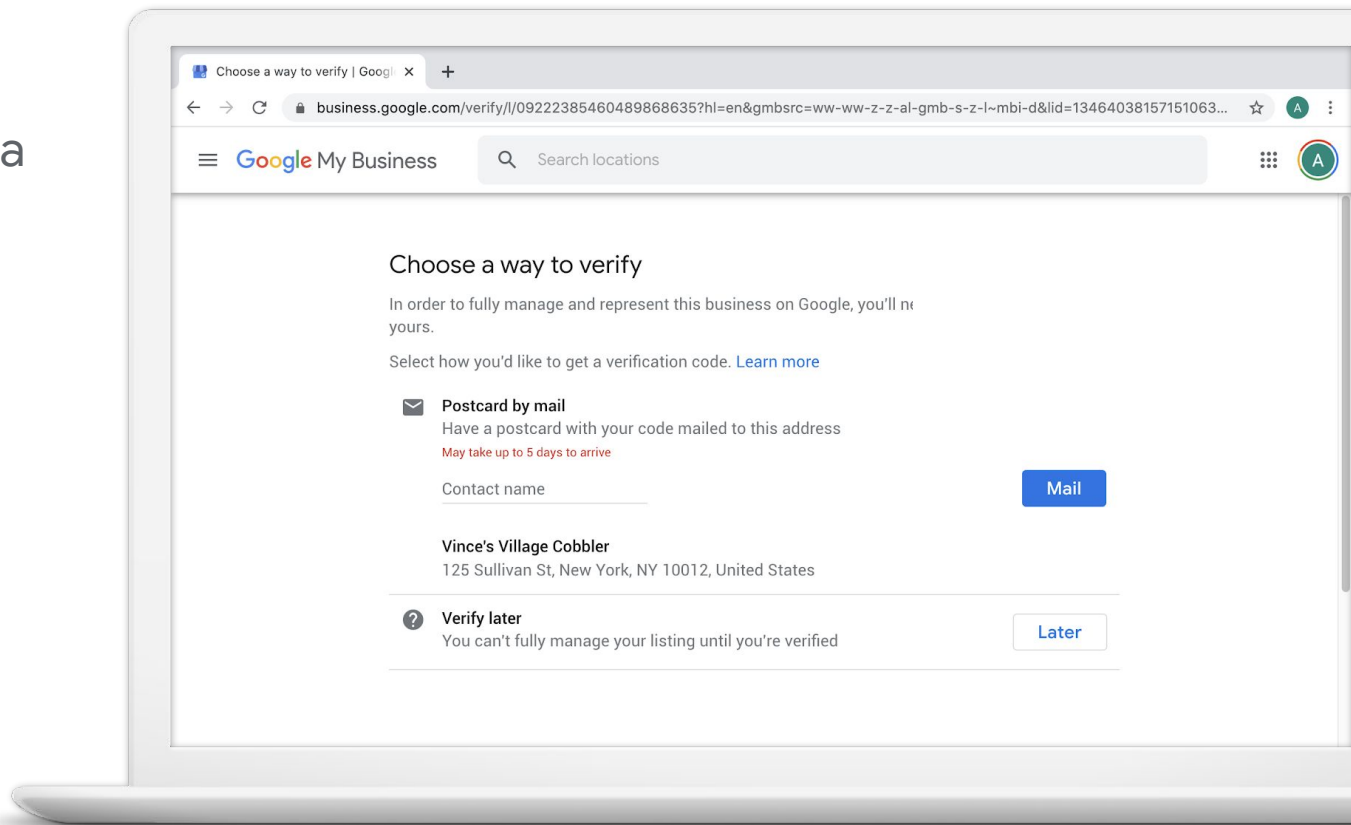 a
Choose a way to verify | Googl
business.google.com/verify/l/09222385460489868635?hl=en&gmbsrc=ww-ww-z-z-al-gmb-s-z-l~mbi-d&lid=13464038157151063...
A
Google My Business
Search locations
A
Choose a way to verify
In order to fully manage and represent this business on Google, you'll ne
yours.
Select how you'd like to get a verification code. Learn more
Postcard by mail
Have a postcard with your code mailed to this address
May take up to 5 days to arrive
Contact name
Mail
Vince's Village Cobbler
125 Sullivan St, New York, NY 10012, United States
Verify later
You can't fully manage your listing until you're verified
Later